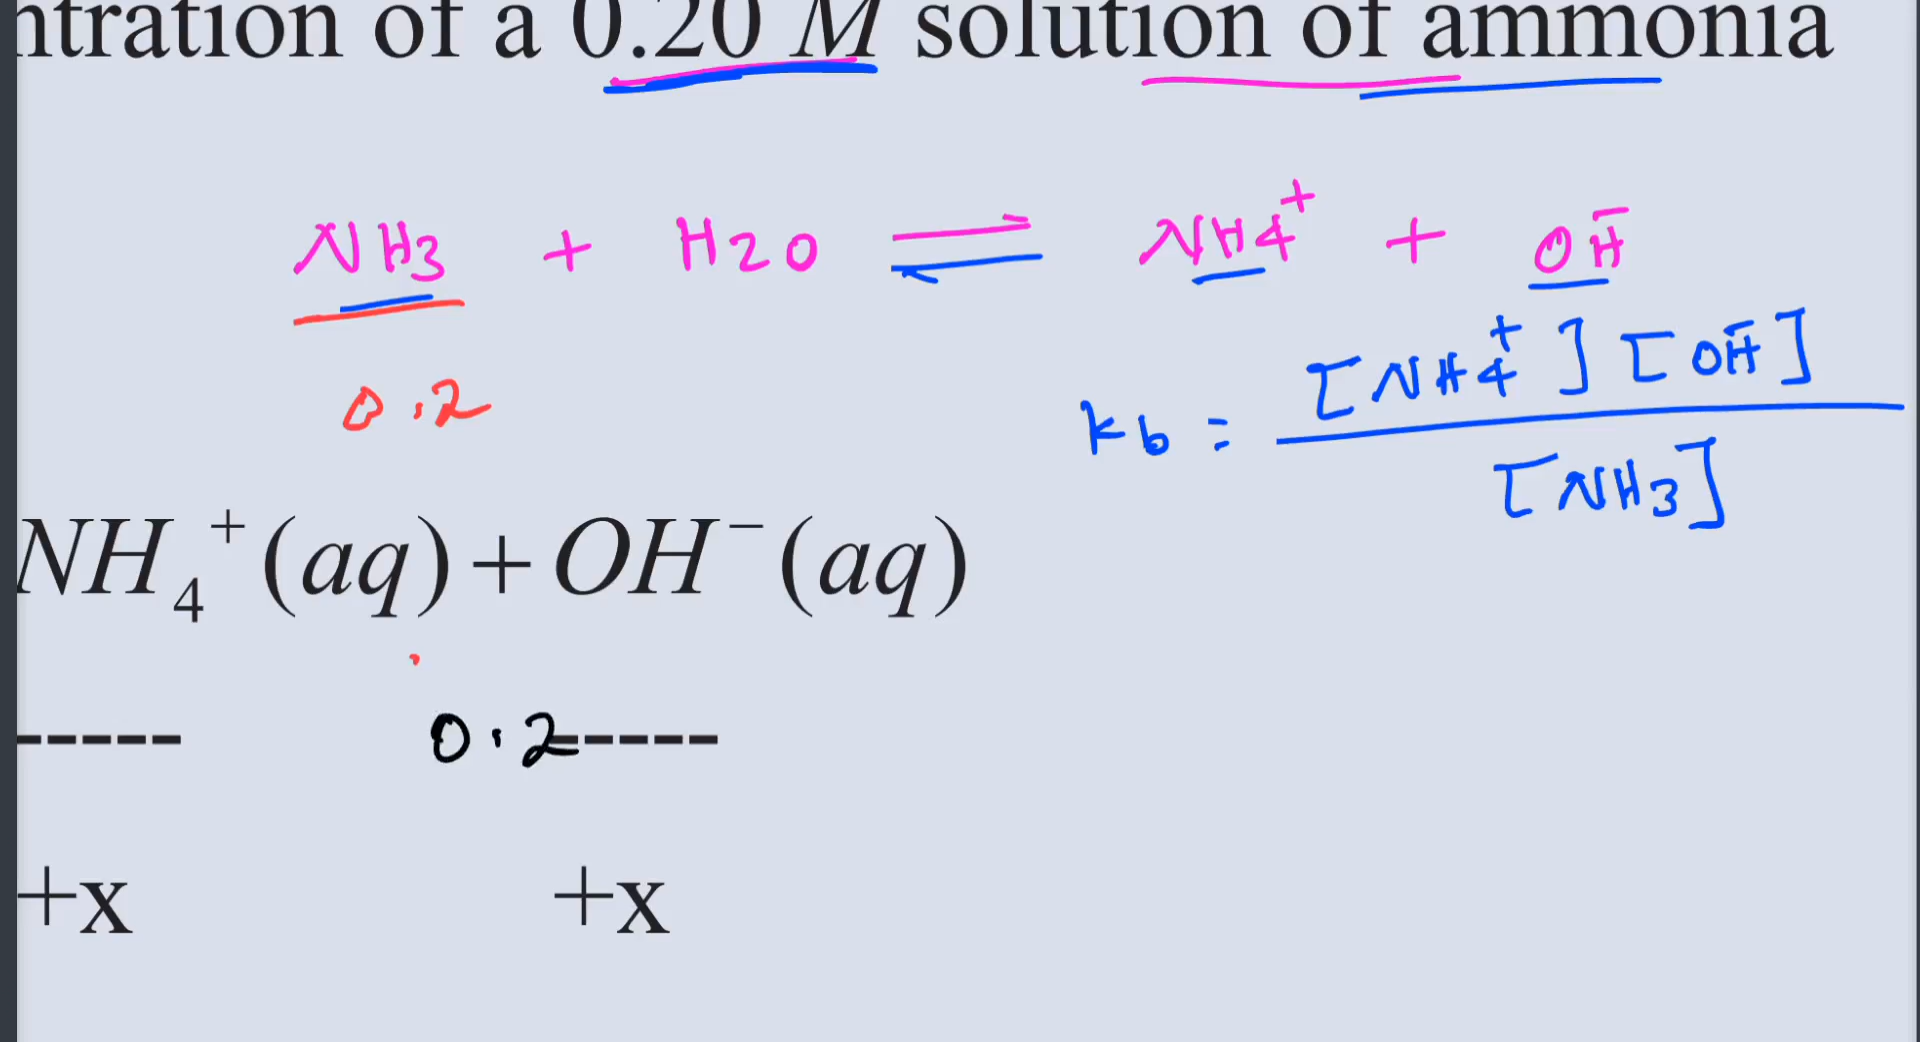 ntration of a 0.20 M solution of ammonia
NH3 + H2O ⇌ NH4⁺ + OH⁻
0.2
kb = [NH4⁺][OH⁻] / [NH3]
NH₄⁺(aq) + OH⁻(aq)
----- 0.2 -----
+x +x